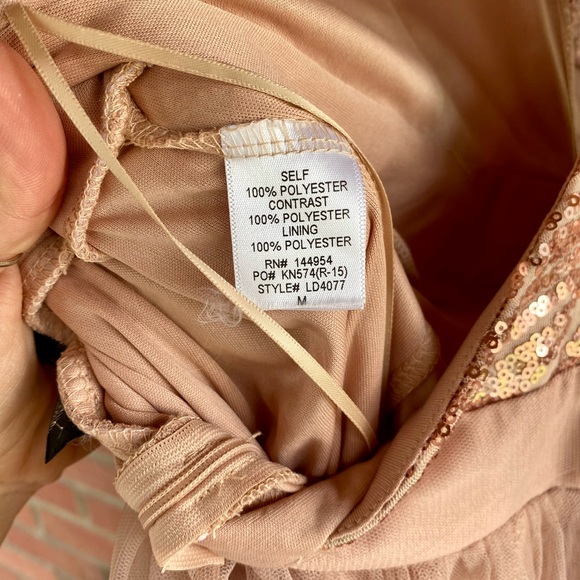 SELF
100% POLYESTER
CONTRAST
100% POLYESTER
LINING
100% POLYESTER
RN# 144954
PO# KN574(R-15)
STYLE# LD4077
M